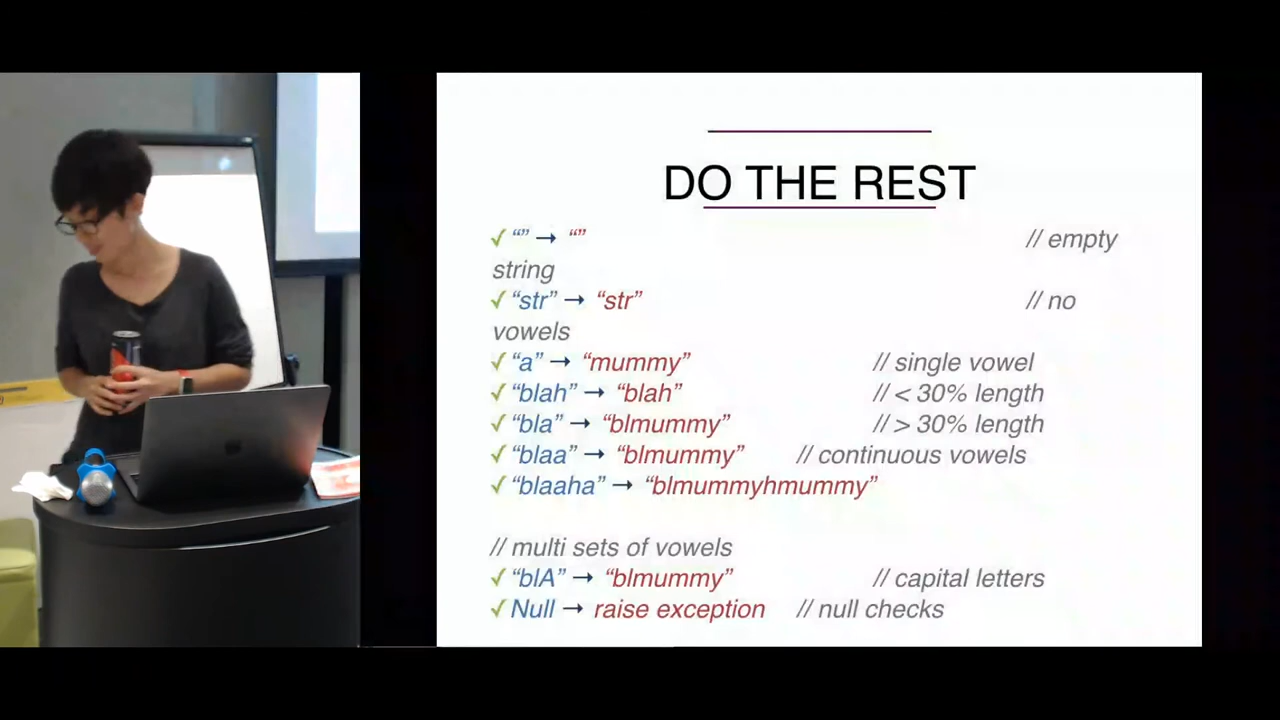 DO THE REST
✓ “” → “” // empty
string
✓ “str” → “str” // no
vowels
✓ “a” → “mummy” // single vowel
✓ “blah” → “blah” // < 30% length
✓ “bla” → “blmummy” // > 30% length
✓ “blaa” → “blmummy” // continuous vowels
✓ “blaaha” → “blmummyhmummy”
// multi sets of vowels
✓ “blA” → “blmummy” // capital letters
✓ Null → raise exception // null checks